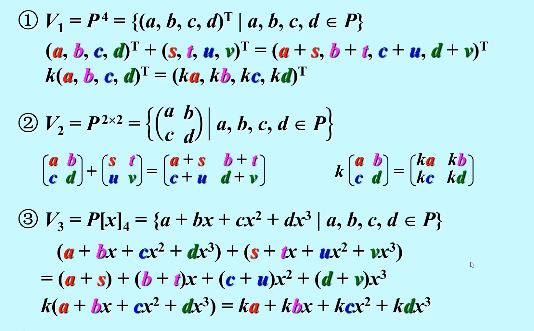 ① V₁ = P⁴ = {(a, b, c, d)ᵀ | a, b, c, d ∈ P}
(a, b, c, d)ᵀ + (s, t, u, v)ᵀ = (a + s, b + t, c + u, d + v)ᵀ
k(a, b, c, d)ᵀ = (ka, kb, kc, kd)ᵀ
② V₂ = P²ˣ² = {(a b
c d) | a, b, c, d ∈ P}
(a b
c d) + (s t
u v) = (a + s b + t
c + u d + v) k(a b
c d) = (ka kb
kc kd)
③ V₃ = P[x]₄ = {a + bx + cx² + dx³ | a, b, c, d ∈ P}
(a + bx + cx² + dx³) + (s + tx + ux² + vx³)
= (a + s) + (b + t)x + (c + u)x² + (d + v)x³
k(a + bx + cx² + dx³) = ka + kbx + kcx² + kdx³